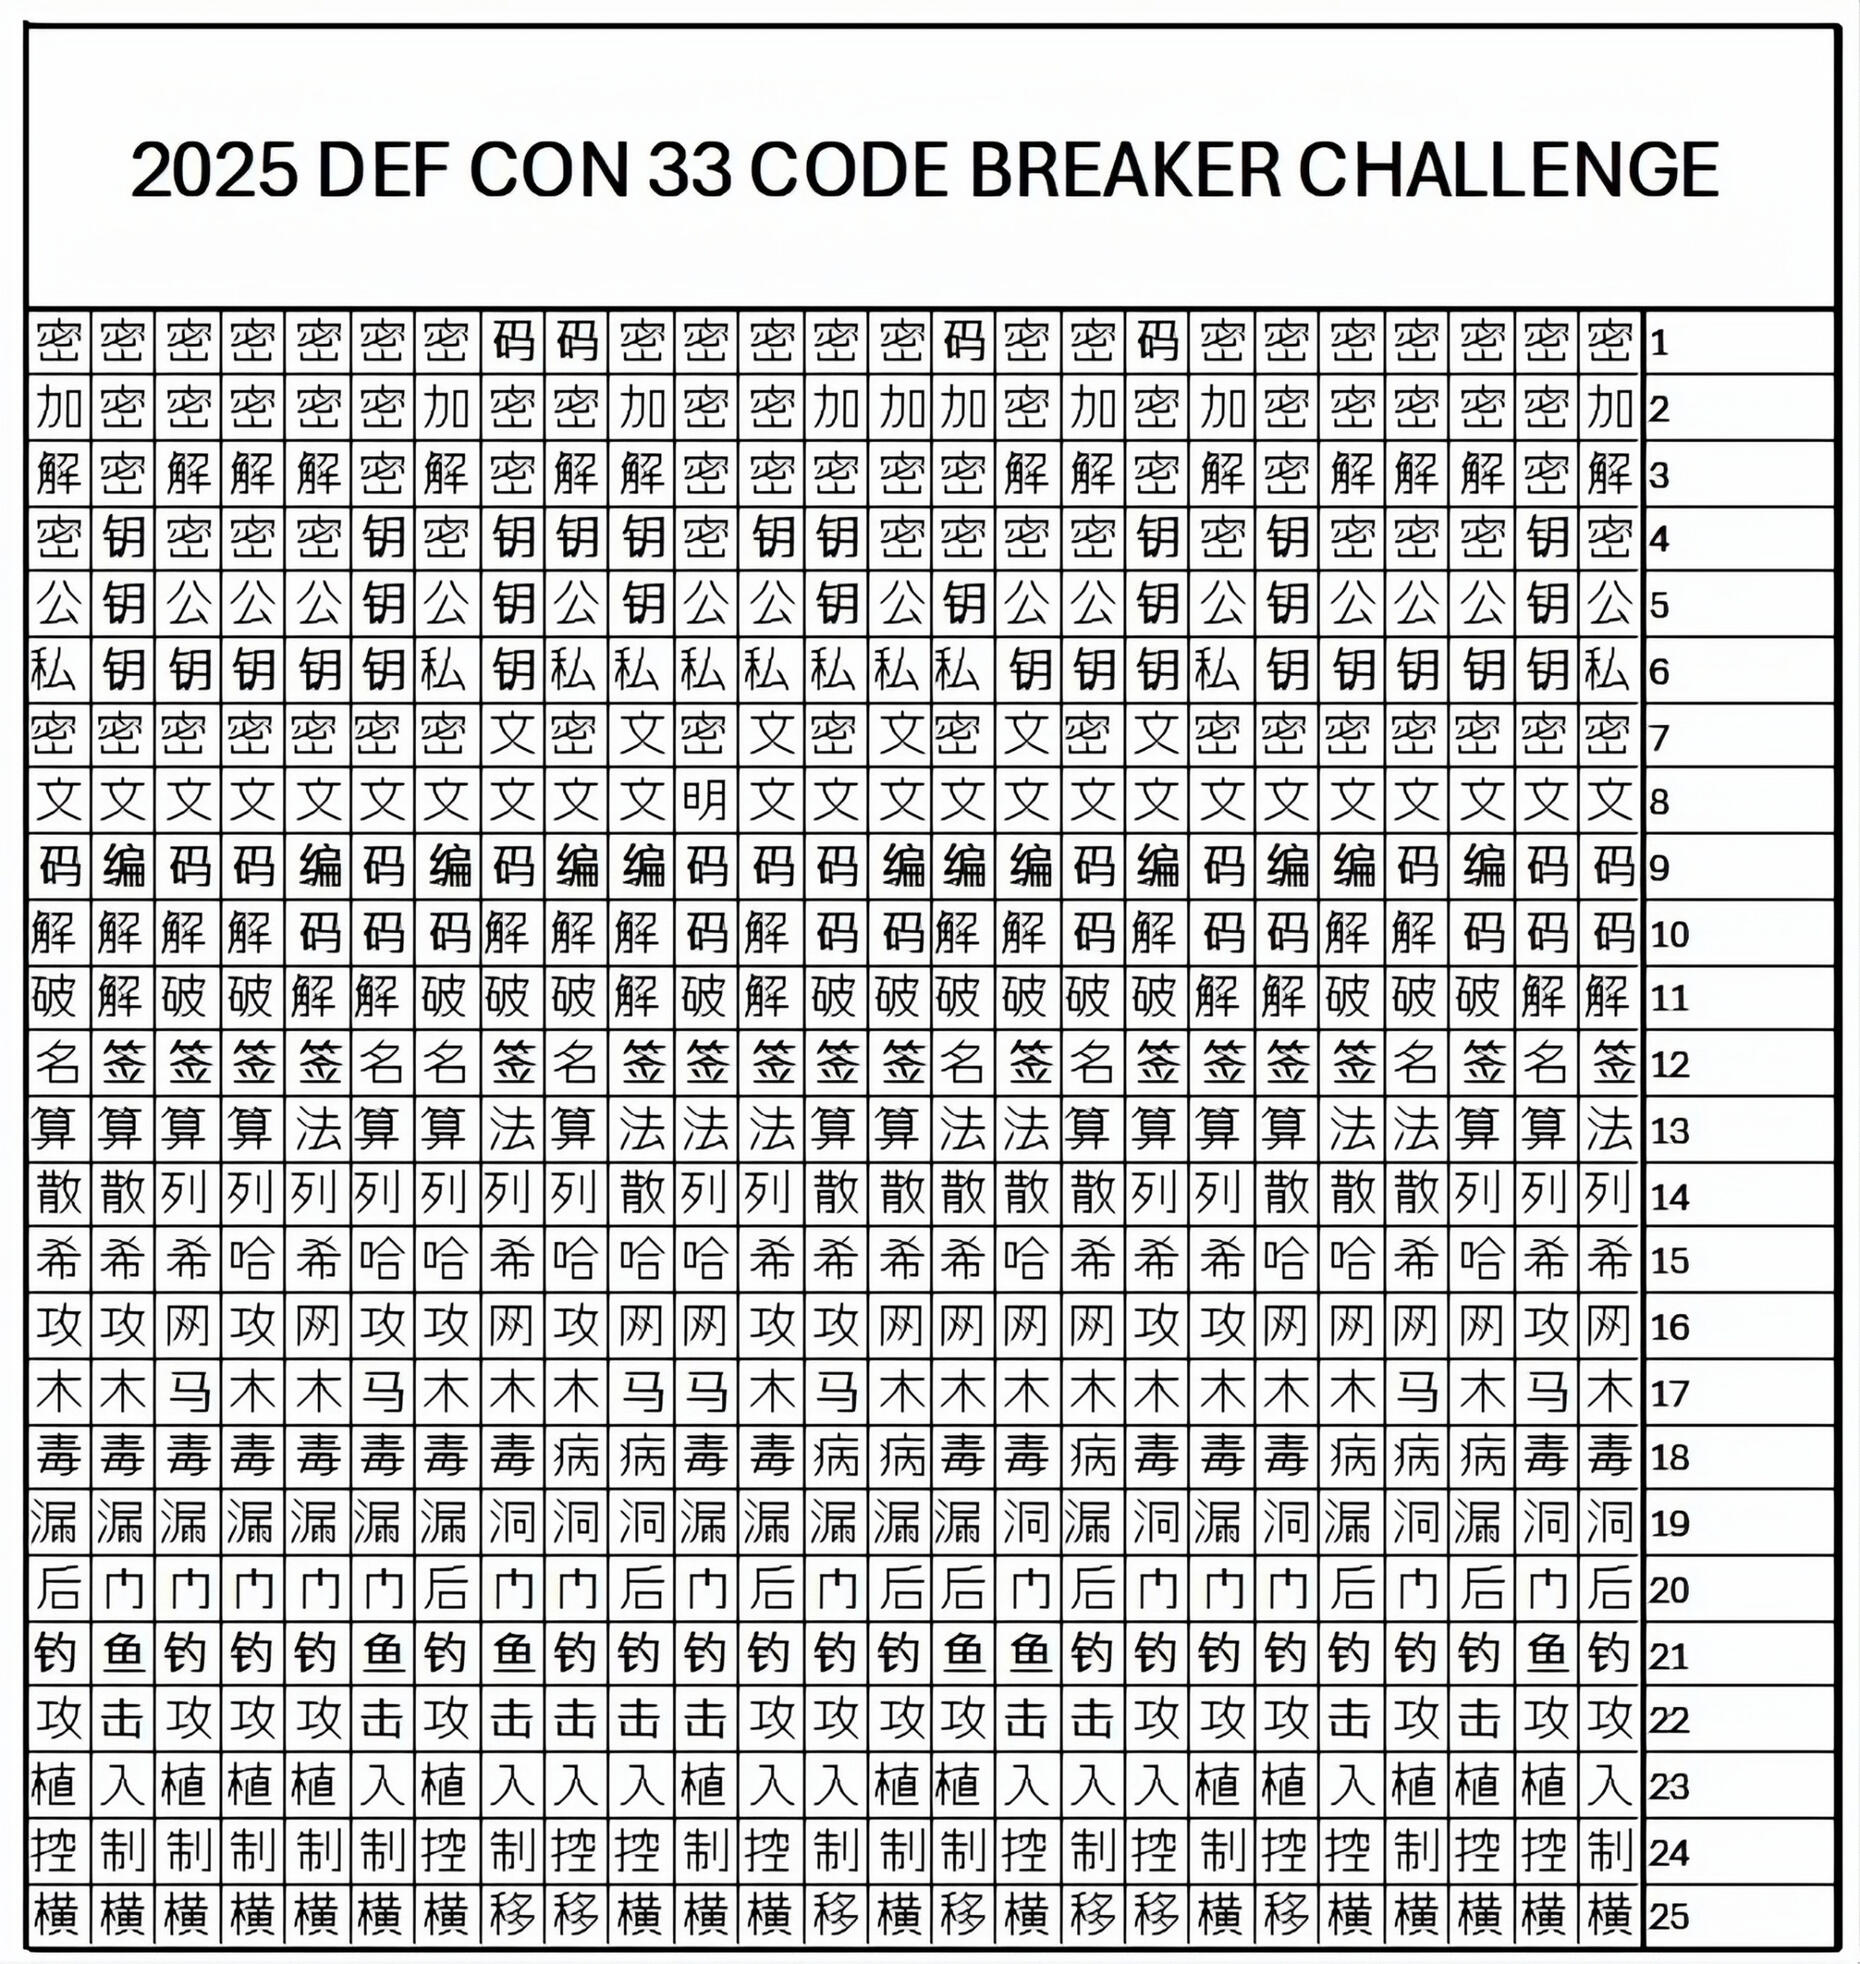 2025 DEF CON 33 CODE BREAKER CHALLENGE
密密密密密密密码码密密密密密码密密码密密密密密密密 1
加密密密密密加密密加密密加加加密加密加密密密密密加 2
解密解解解密解密解解密密密密密解解密解密解解解密解 3
密钥密密密钥密钥钥钥密钥钥密密密密钥密钥密密密钥密 4
公钥公公公钥公钥公钥公公钥公钥公公钥公钥公公公钥公 5
私钥钥钥钥钥私钥私私私私私私私钥钥钥私钥钥钥钥钥私 6
密密密密密密密文密文密文密文密文密文密密密密密密密 7
文文文文文文文文文文明文文文文文文文文文文文文文文 8
码编码码编码编码编编码码码编编编码编码编编码编码码 9
解解解解码码码解解解码解码码解解码解码码解解码码码 10
破解破破解解破破破解破解破破破破破破解解破破破解解 11
名签签签签名名签名签签签签签名签名签签签签名签名签 12
算算算算法算算法算法法法算算法法算算算算法法算算法 13
散散列列列列列列列散列列散散散散散列列散散散列列列 14
希希希哈希哈哈希哈哈哈希希希希哈希希希哈哈希哈希希 15
攻攻网攻网攻攻网攻网网攻攻网网网网攻攻网网网网攻网 16
木木马木木马木木木马马木马木木木木木木木木马木马木 17
毒毒毒毒毒毒毒毒病病毒毒病病毒毒病毒毒毒病病病毒毒 18
漏漏漏漏漏漏漏洞洞洞漏漏漏漏漏洞漏洞漏洞漏洞漏洞洞 19
后门门门门门后门门后门后门后后门后门门门后门后门后 20
钓鱼钓钓钓鱼钓鱼钓钓钓钓钓钓鱼鱼钓钓钓钓钓钓钓鱼钓 21
攻击攻攻攻击攻击击击击攻攻攻攻击击攻攻攻击攻击攻攻 22
植入植植植入植入入入植入入植植入入入植植入植植植入 23
控制制制制制控制控控制控制制制控制控制控控制控控制 24
横横横横横横横移移横横横移横移横移移横移横横横横横 25